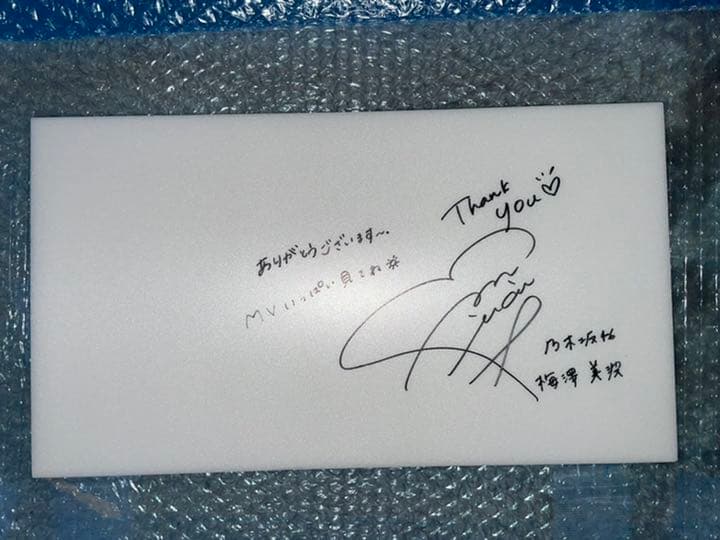 Thank
you♡
ありがとうございます〜.
MVいっぱい見てね☼
minami
乃木坂46
梅澤 美波